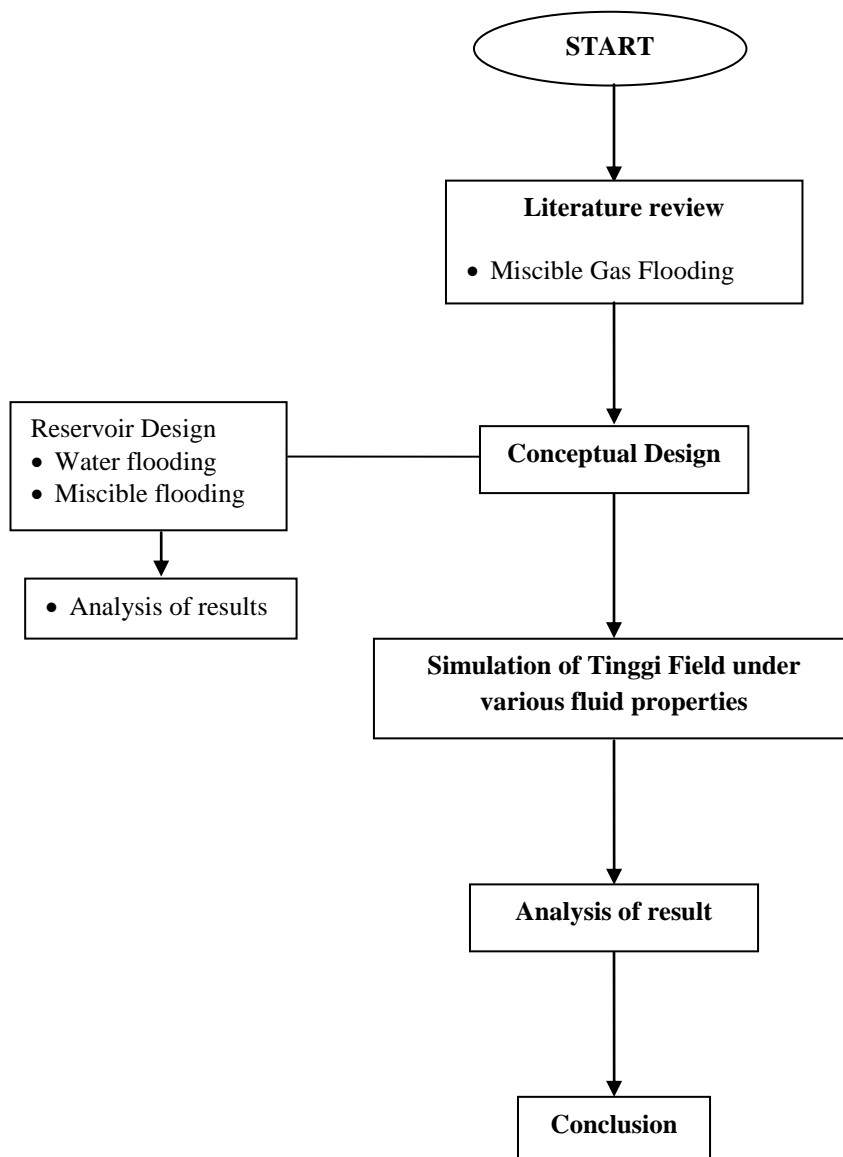 START
Literature review
• Miscible Gas Flooding
Reservoir Design
• Water flooding
• Miscible flooding
Conceptual Design
• Analysis of results
Simulation of Tinggi Field under
various fluid properties
Analysis of result
Conclusion